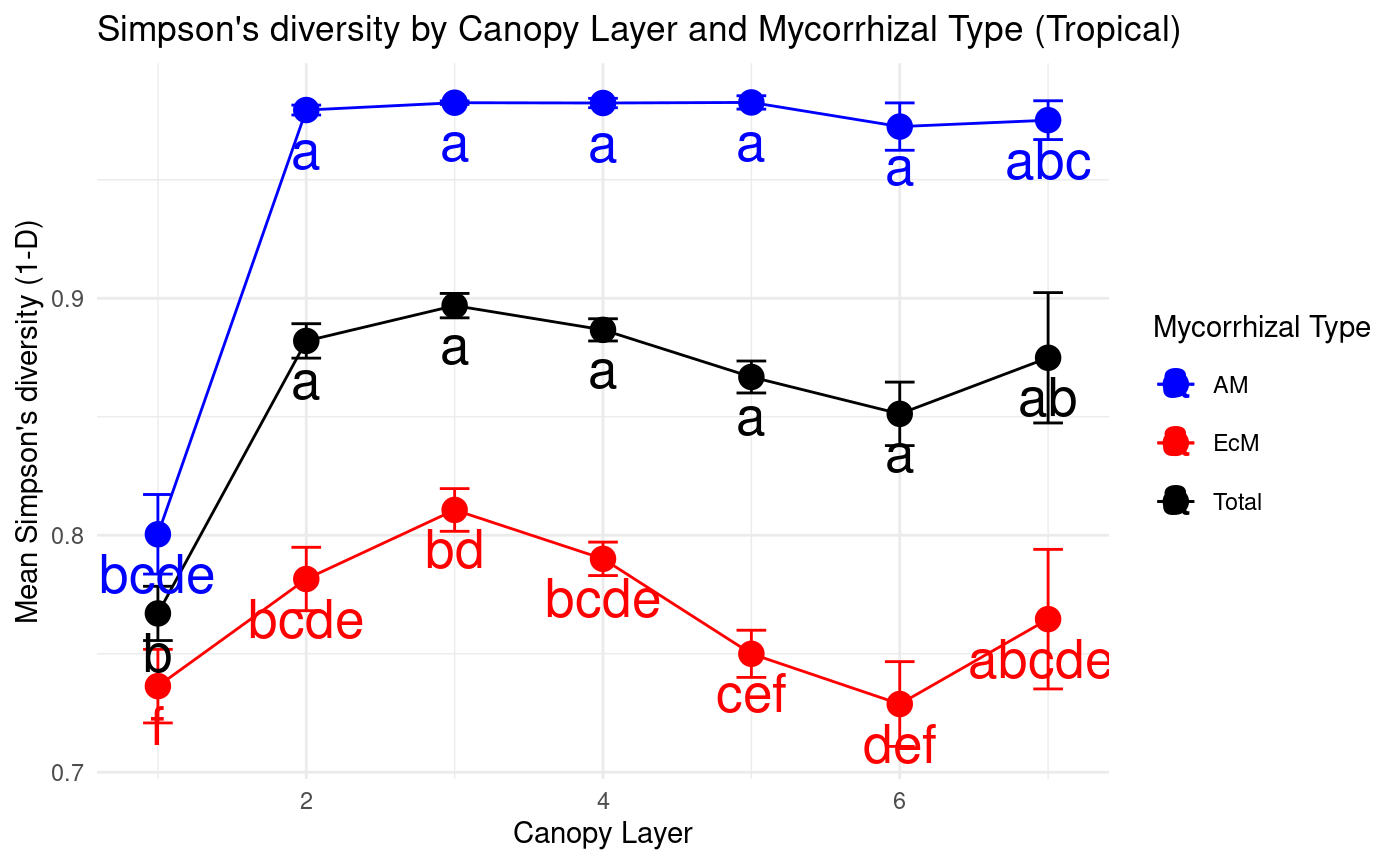 Simpson's diversity by Canopy Layer and Mycorrhizal Type (Tropical)
Mean Simpson's diversity (1-D)
0.9
0.8
0.7
a
a
a
a
a
abc
a
a
a
a
a
ab
bcde
b
f
bcde
bd
bcde
cef
def
abcde
2
4
6
Canopy Layer
Mycorrhizal Type
AM
EcM
Total